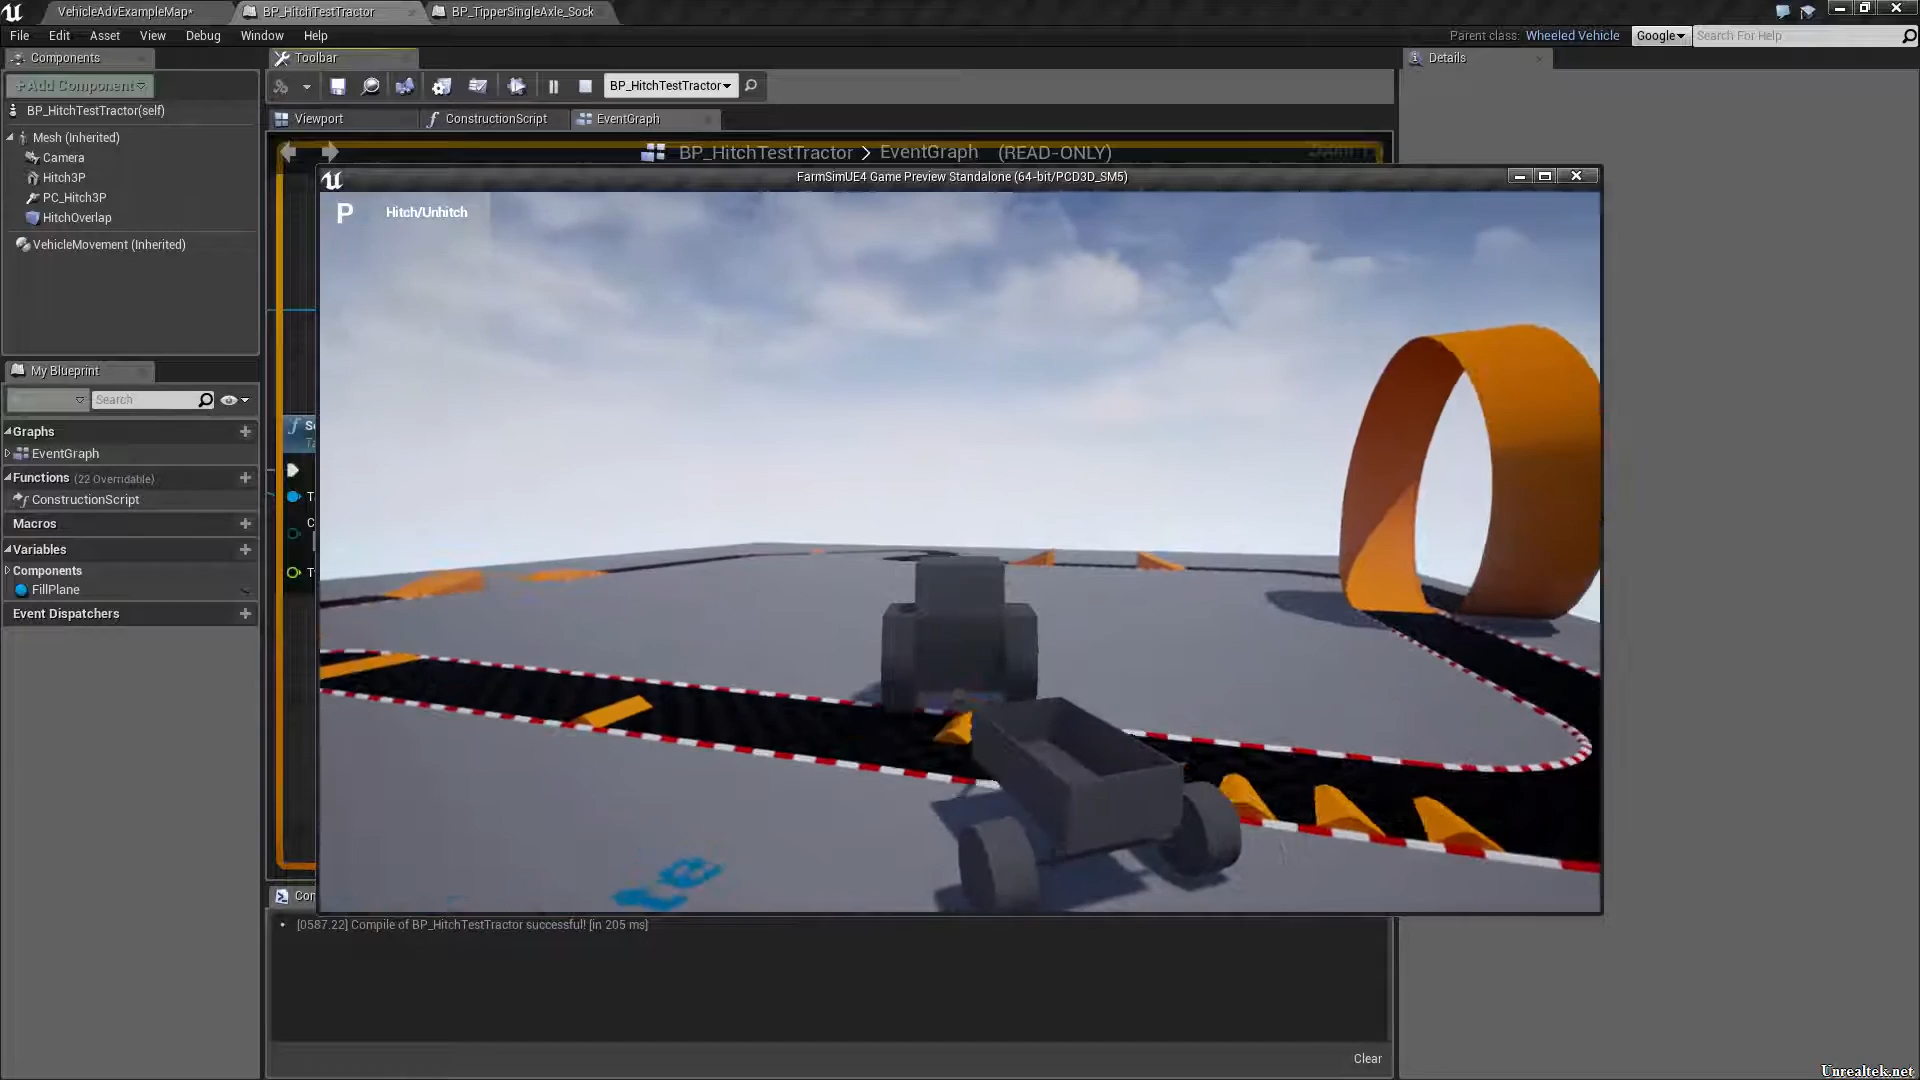 VehicleAdvExampleMap*
BP_HitchTestTractor
BP_TipperSingleAxle_Sock
File Edit Asset View Debug Window Help
Parent class: Wheeled Vehicle
Google
Search For Help
Components
Toolbar
Details
+Add Component
BP_HitchTestTractor
BP_HitchTestTractor(self)
Viewport
ConstructionScript
EventGraph
Mesh (Inherited)
Camera
Hitch3P
PC_Hitch3P
HitchOverlap
VehicleMovement (Inherited)
BP_HitchTestTractor > EventGraph (READ-ONLY)
FarmSimUE4 Game Preview Standalone (64-bit/PCD3D_SM5)
P Hitch/Unhitch
My Blueprint
Search
Graphs
EventGraph
Functions (22 Overridable)
ConstructionScript
Macros
Variables
Components
FillPlane
Event Dispatchers
[0587.22] Compile of BP_HitchTestTractor successful! [in 205 ms]
Clear
Unrealtek.net